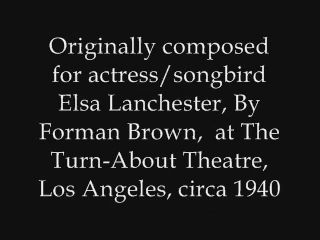 Originally composed
for actress/songbird
Elsa Lanchester, By
Forman Brown,  at The
Turn-About Theatre,
Los Angeles, circa 1940